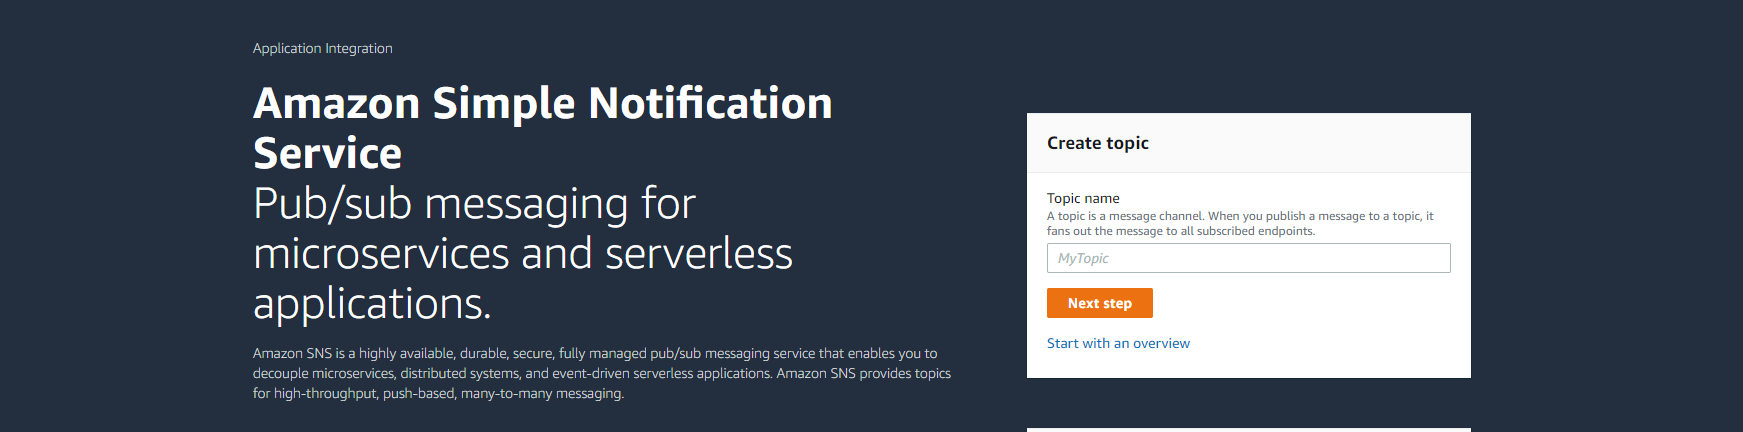 Application Integration
Amazon Simple Notification
Service
Pub/sub messaging for
microservices and serverless
applications.
Amazon SNS is a highly available, durable, secure, fully managed pub/sub messaging service that enables you to
decouple microservices, distributed systems, and event-driven serverless applications. Amazon SNS provides topics
for high-throughput, push-based, many-to-many messaging.
Create topic
Topic name
A topic is a message channel. When you publish a message to a topic, it
fans out the message to all subscribed endpoints.
MyTopic
Next step
Start with an overview